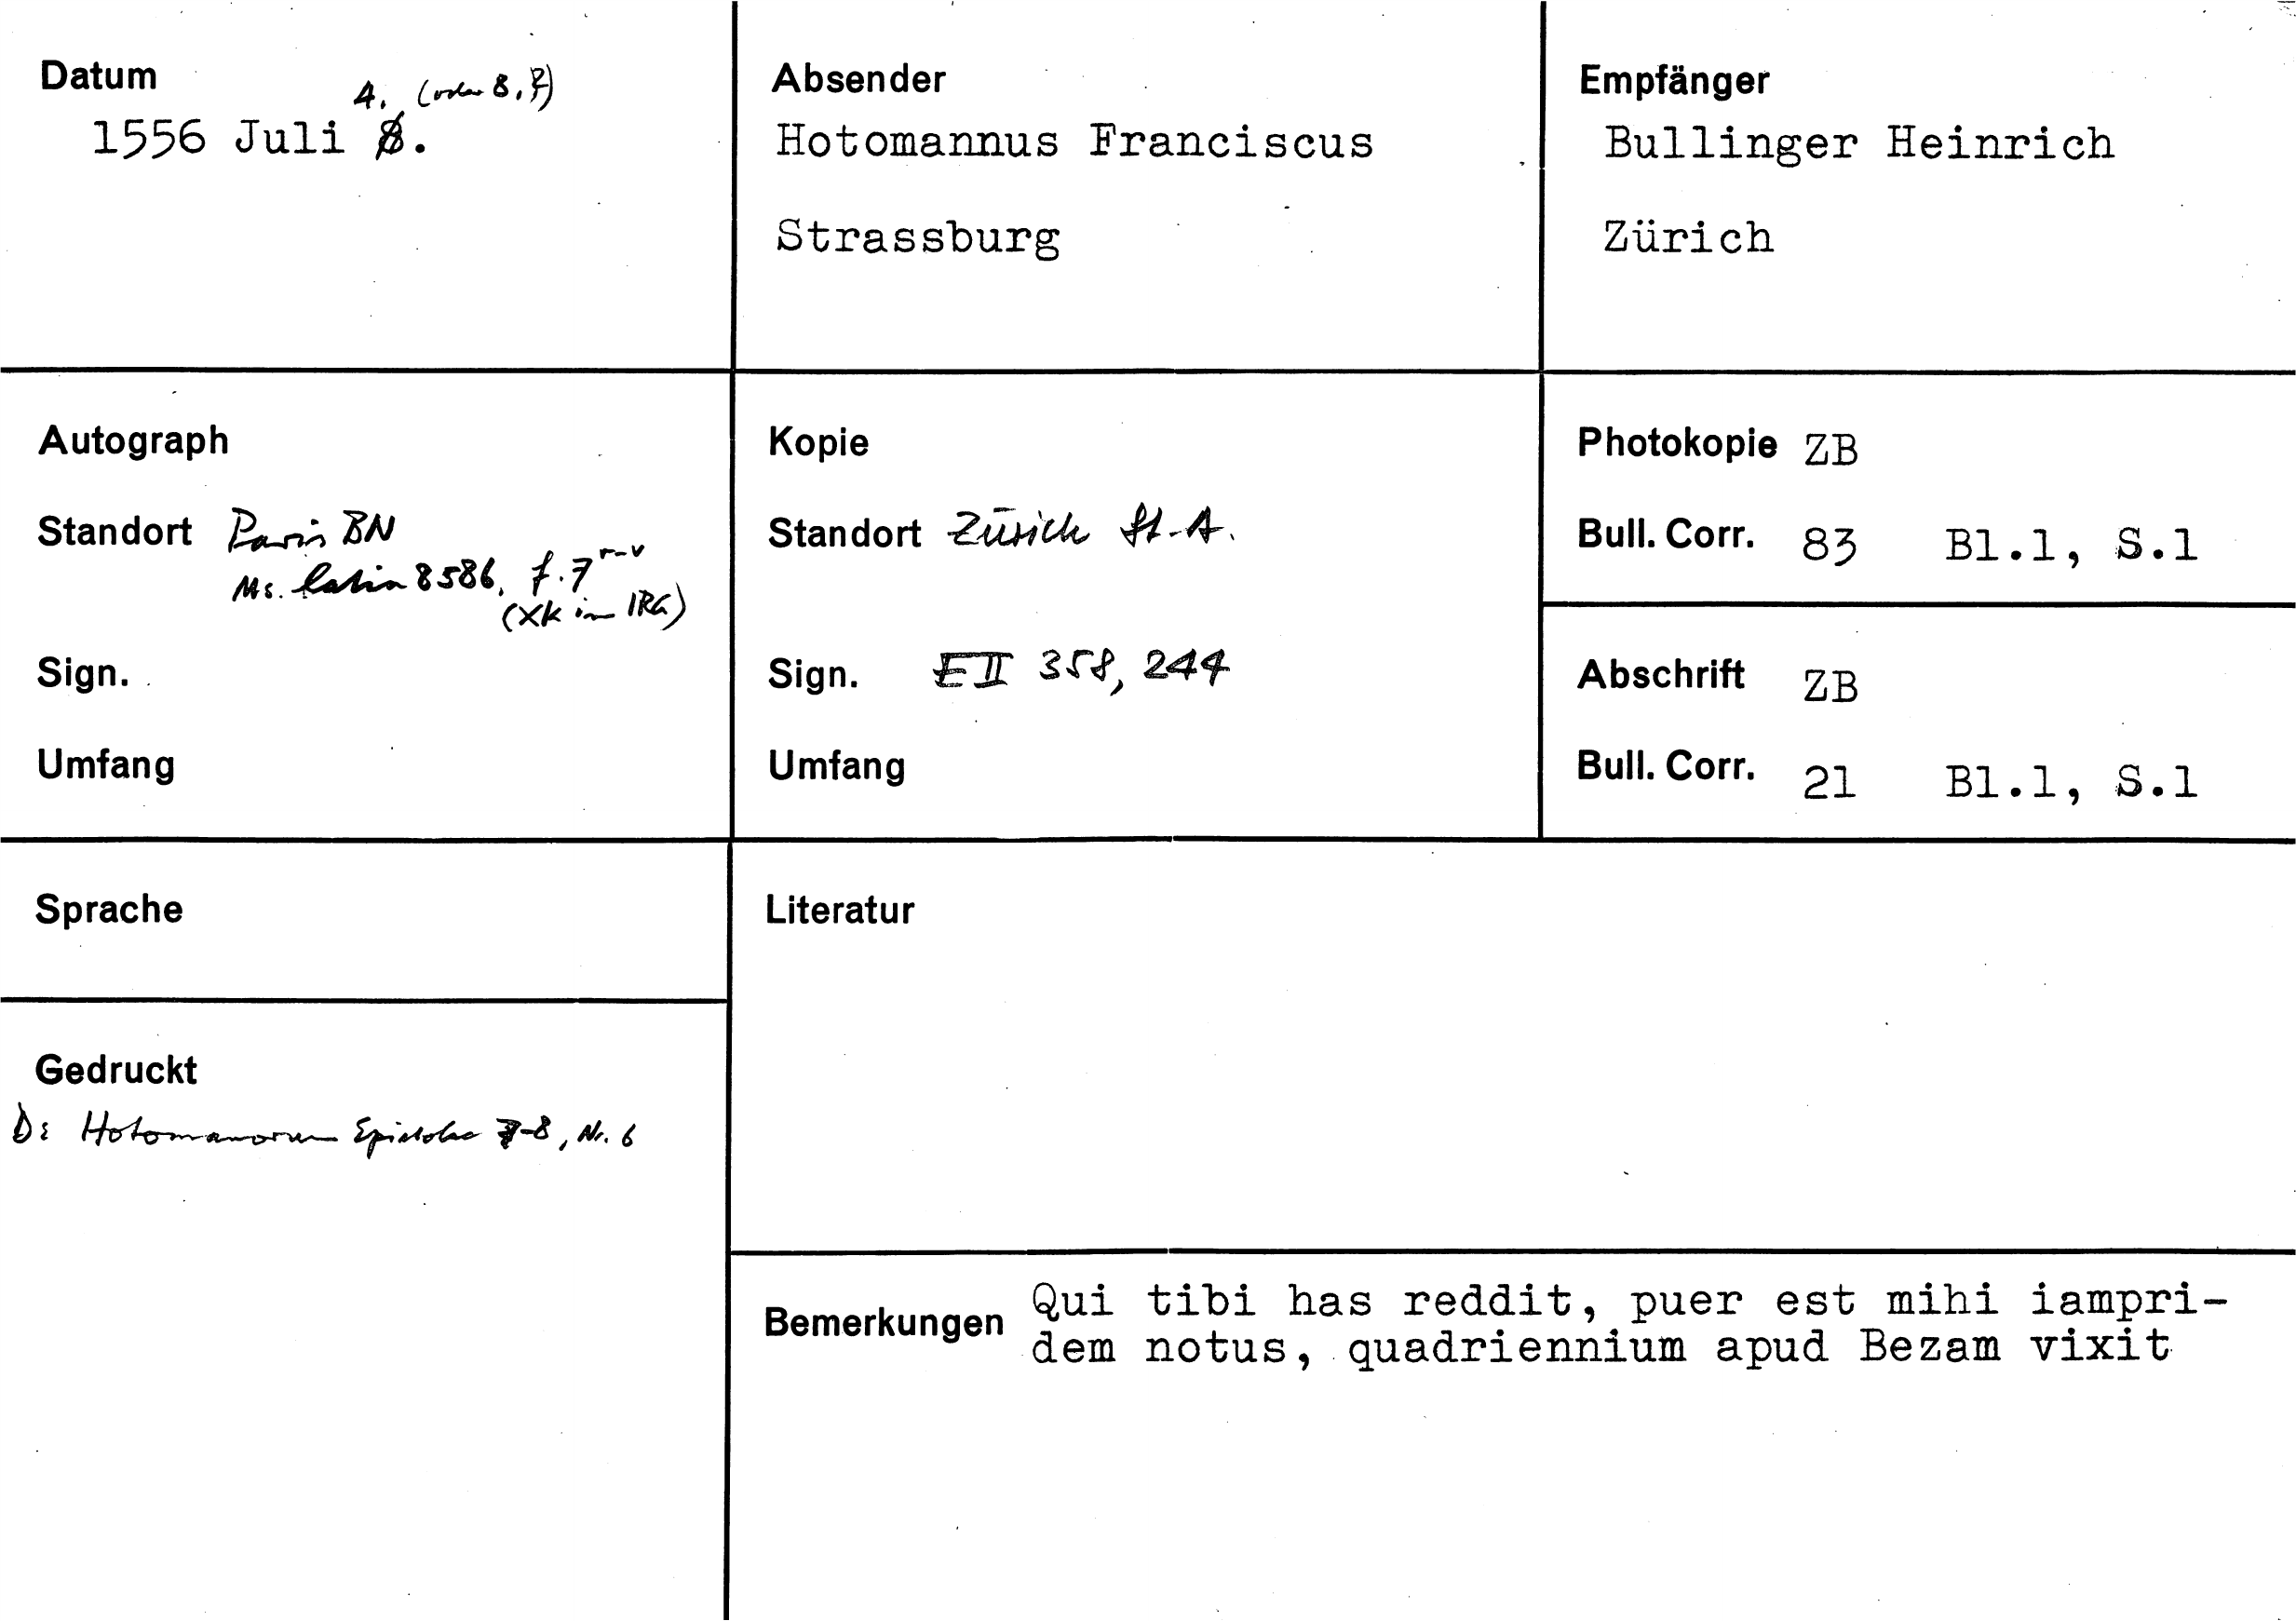 Datum
4. (oder 8.?)
1556 Juli 8.
Absender
Hotomannus Franciscus
Strassburg
Empfänger
Bullinger Heinrich
Zürich
Autograph
Standort Paris BN
Ms. latin 8586, f.7 r-v
(XK im IRG)
Sign.
Umfang
Kopie
Standort Zürich St.A.
Sign. E II 358, 244
Umfang
Photokopie ZB
Bull. Corr. 83 Bl.1, S.1
Abschrift ZB
Bull. Corr. 21 Bl.1, S.1
Sprache
Gedruckt
D: Hotomanorum Epistolae 7-8, Nr. 6
Literatur
Bemerkungen Qui tibi has reddit, puer est mihi iampri-
dem notus, quadriennium apud Bezam vixit